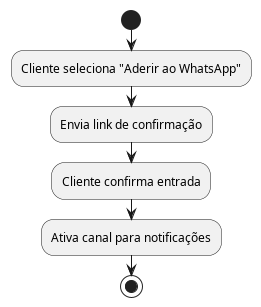 Cliente seleciona "Aderir ao WhatsApp"
Envia link de confirmação
Cliente confirma entrada
Ativa canal para notificações